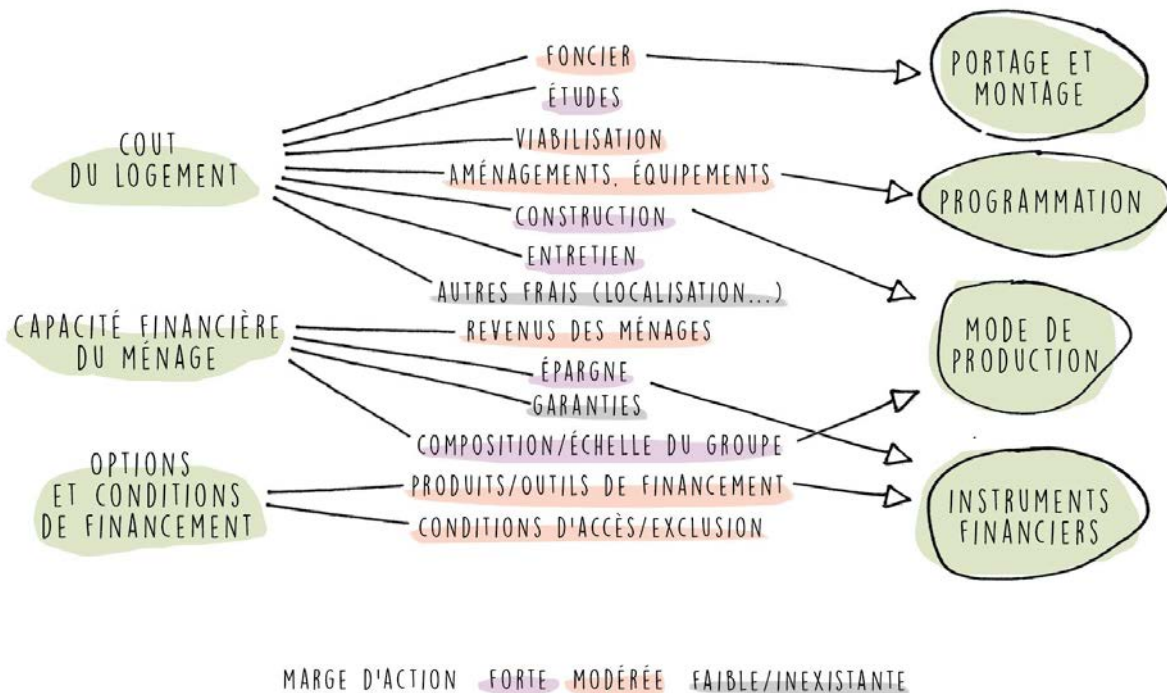 COUT
DU LOGEMENT
CAPACITÉ FINANCIÈRE
DU MÉNAGE
OPTIONS
ET CONDITIONS
DE FINANCEMENT
FONCIER
ÉTUDES
VIABILISATION
AMÉNAGEMENTS, ÉQUIPEMENTS
CONSTRUCTION
ENTRETIEN
AUTRES FRAIS (LOCALISATION...)
REVENUS DES MÉNAGES
ÉPARGNE
GARANTIES
COMPOSITION/ÉCHELLE DU GROUPE
PRODUITS/OUTILS DE FINANCEMENT
CONDITIONS D'ACCÈS/EXCLUSION
PORTAGE ET
MONTAGE
PROGRAMMATION
MODE DE
PRODUCTION
INSTRUMENTS
FINANCIERS
MARGE D'ACTION FORTE MODÉRÉE FAIBLE/INEXISTANTE